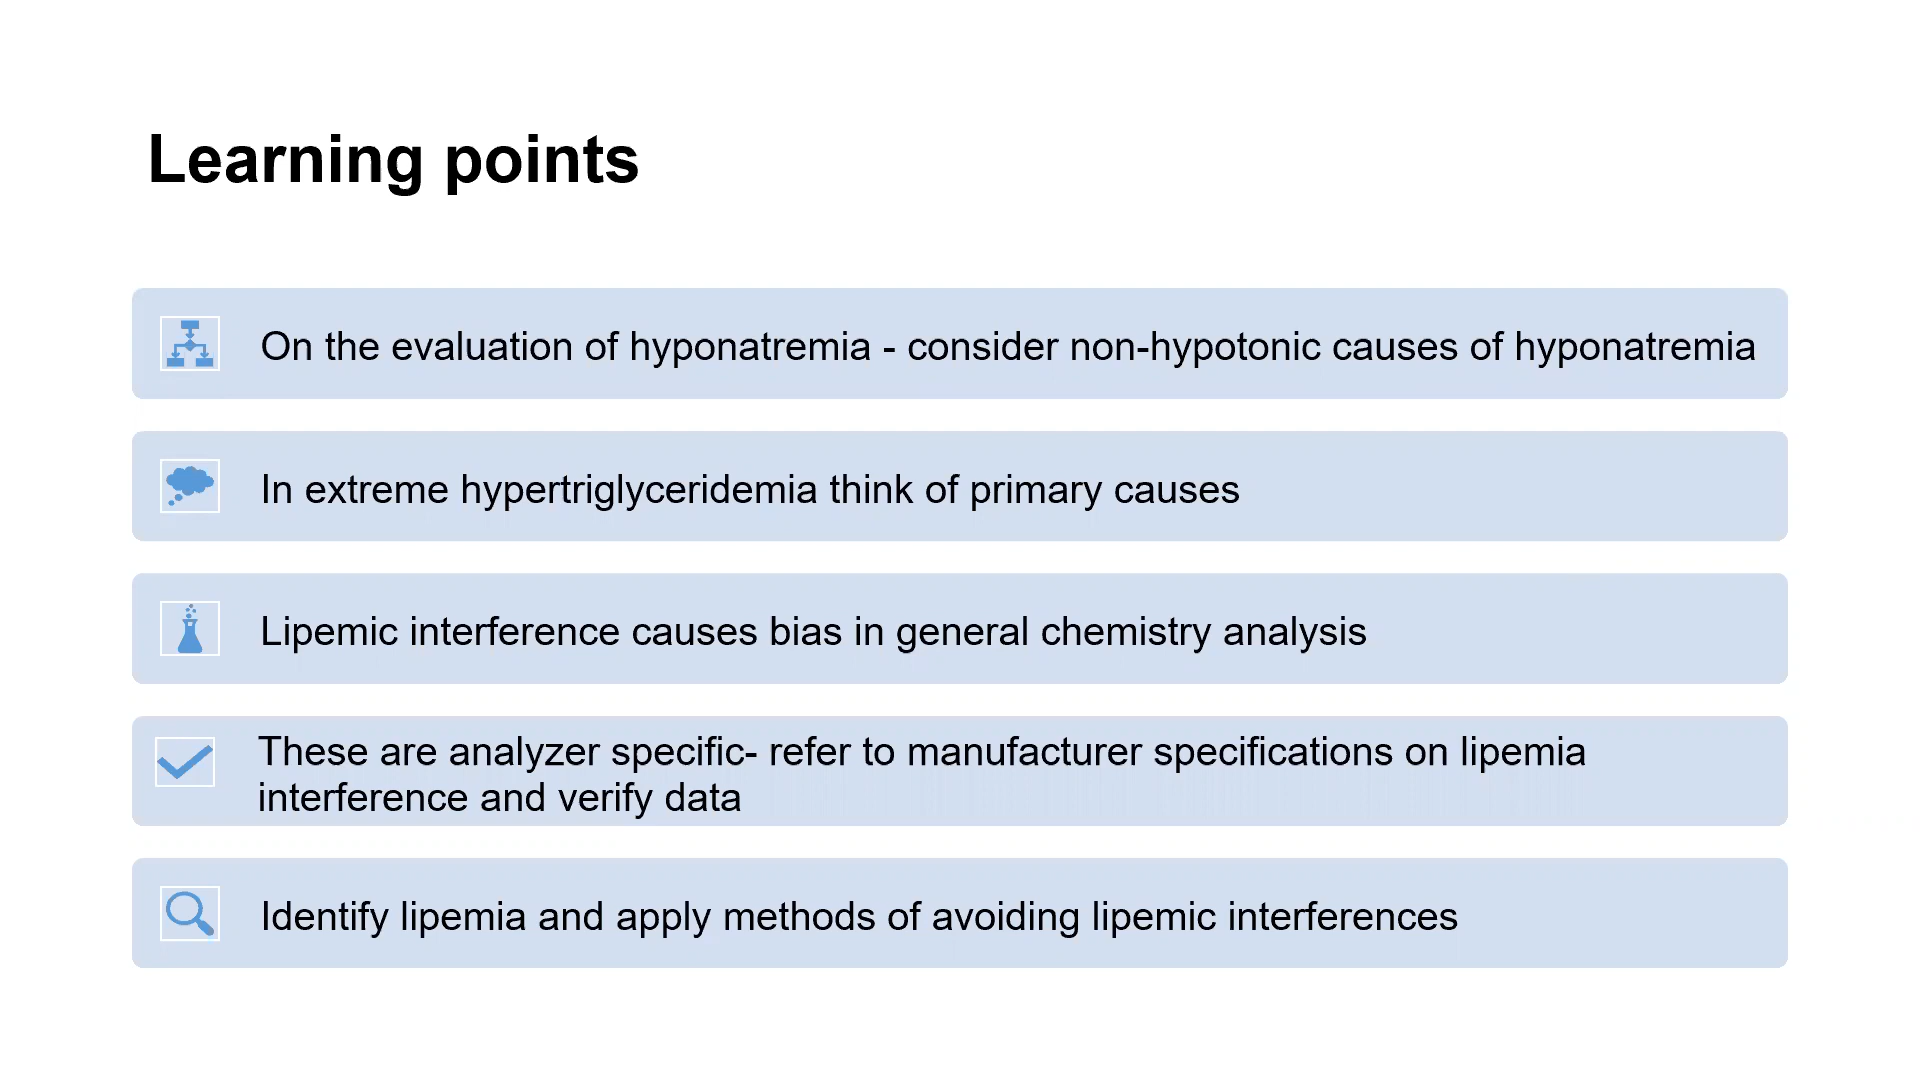 Learning points
On the evaluation of hyponatremia - consider non-hypotonic causes of hyponatremia
In extreme hypertriglyceridemia think of primary causes
Lipemic interference causes bias in general chemistry analysis
These are analyzer specific- refer to manufacturer specifications on lipemia
interference and verify data
Identify lipemia and apply methods of avoiding lipemic interferences